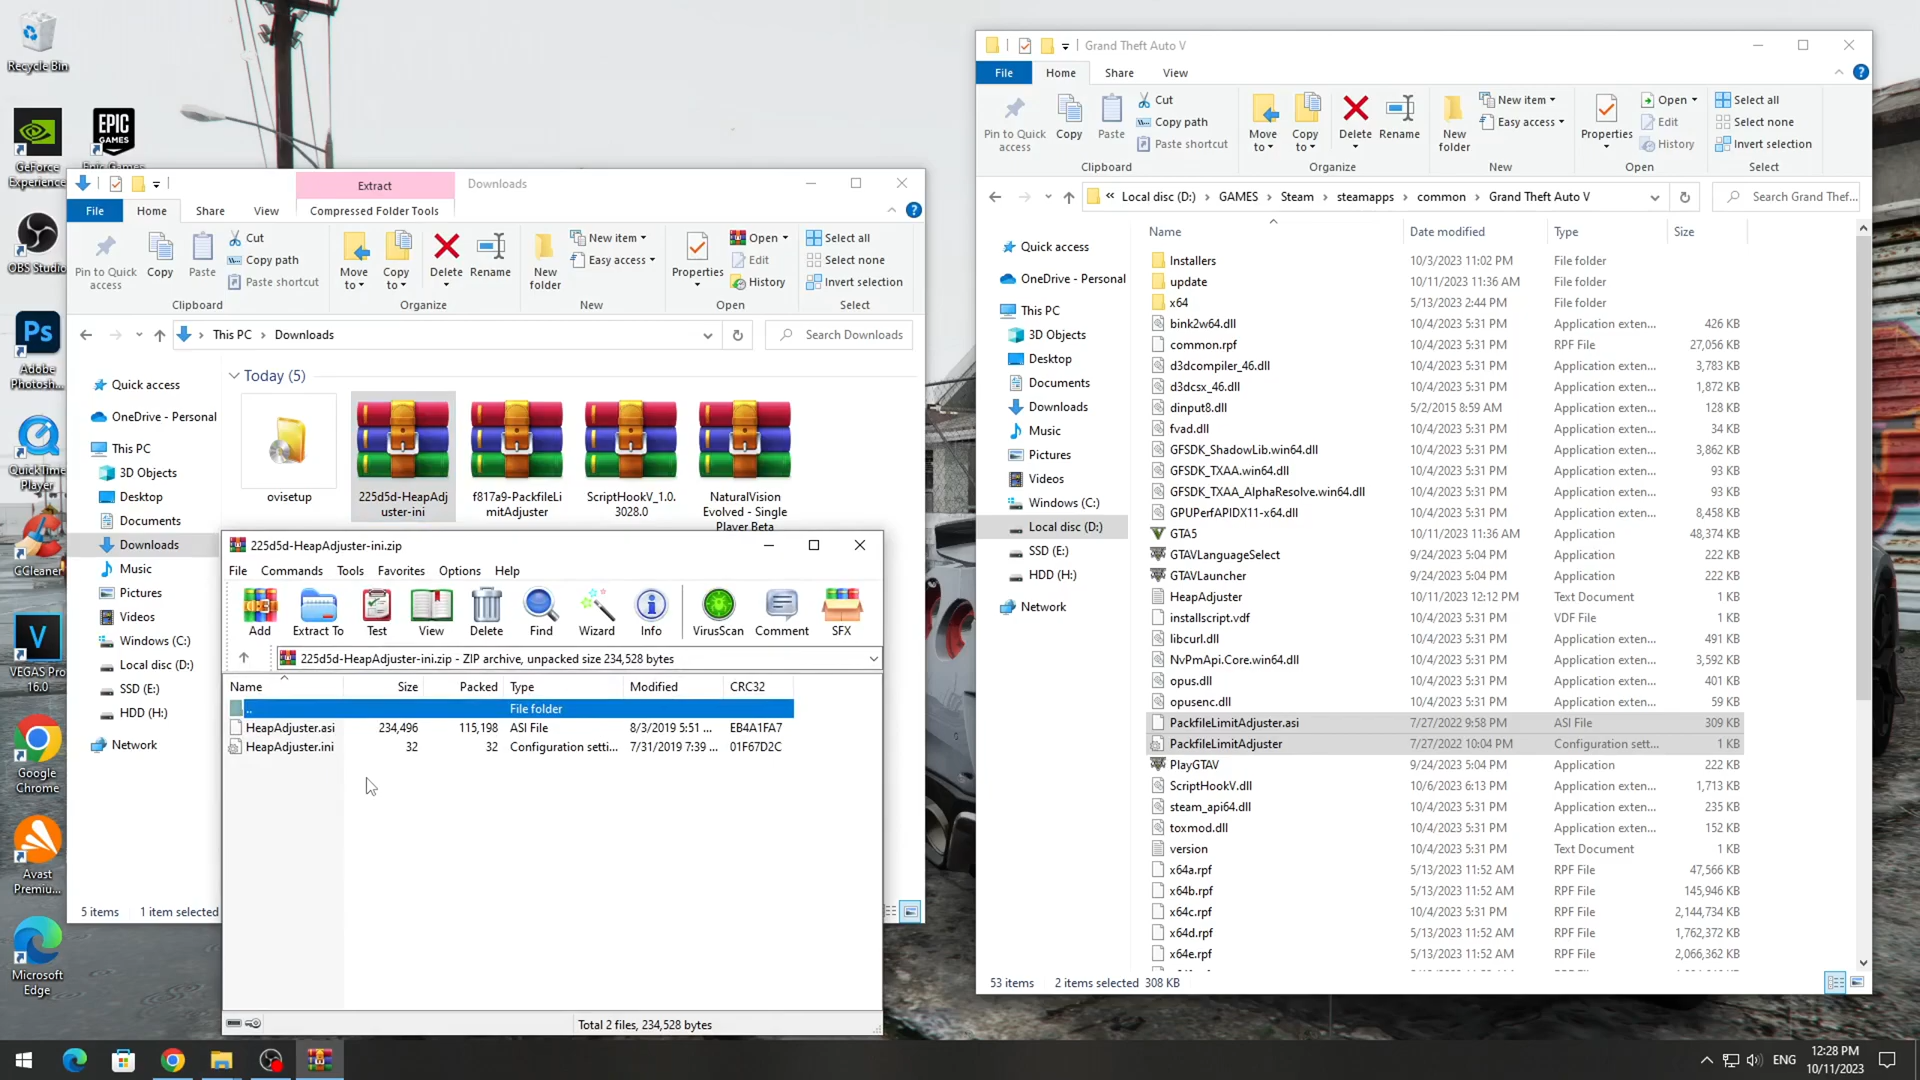 Recycle Bin
GeForce
Experience
EPIC
GAMES
Epic Games
OBS Studio
Ps
Adobe
Photosh...
QuickTime
Player
CCleaner
V
VEGAS Pro
16.0
Google
Chrome
Avast
Premiu...
Microsoft
Edge
Extract
Downloads
File
Home
Share
View
Compressed Folder Tools
Pin to Quick
access
Copy
Paste
Cut
Copy path
Paste shortcut
Clipboard
Move
to
Copy
to
Delete
Rename
Organize
New
folder
New item
Easy access
New
Properties
Open
Edit
History
Open
Select all
Select none
Invert selection
Select
This PC > Downloads
Search Downloads
Quick access
OneDrive - Personal
This PC
3D Objects
Desktop
Documents
Downloads
Music
Pictures
Videos
Windows (C:)
Local disc (D:)
SSD (E:)
HDD (H:)
Network
Today (5)
ovisetup
225d5d-HeapAdj
uster-ini
f817a9-PackfileLi
mitAdjuster
ScriptHookV_1.0.
3028.0
NaturalVision
Evolved - Single
Player Beta
5 items
1 item selected
225d5d-HeapAdjuster-ini.zip
File
Commands
Tools
Favorites
Options
Help
Add
Extract To
Test
View
Delete
Find
Wizard
Info
VirusScan
Comment
SFX
225d5d-HeapAdjuster-ini.zip - ZIP archive, unpacked size 234,528 bytes
Name Size Packed Type Modified CRC32
.. File folder
HeapAdjuster.asi 234,496 115,198 ASI File 8/3/2019 5:51 ... EB4A1FA7
HeapAdjuster.ini 32 32 Configuration setti... 7/31/2019 7:39 ... 01F67D2C
Total 2 files, 234,528 bytes
Grand Theft Auto V
File
Home
Share
View
Pin to Quick
access
Copy
Paste
Cut
Copy path
Paste shortcut
Clipboard
Move
to
Copy
to
Delete
Rename
Organize
New
folder
New item
Easy access
New
Properties
Open
Edit
History
Open
Select all
Select none
Invert selection
Select
« Local disc (D:) > GAMES > Steam > steamapps > common > Grand Theft Auto V
Search Grand Thef...
Quick access
OneDrive - Personal
This PC
3D Objects
Desktop
Documents
Downloads
Music
Pictures
Videos
Windows (C:)
Local disc (D:)
SSD (E:)
HDD (H:)
Network
Name Date modified Type Size
Installers 10/3/2023 11:02 PM File folder
update 10/11/2023 11:36 AM File folder
x64 5/13/2023 2:44 PM File folder
bink2w64.dll 10/4/2023 5:31 PM Application exten... 426 KB
common.rpf 10/4/2023 5:31 PM RPF File 27,056 KB
d3dcompiler_46.dll 10/4/2023 5:31 PM Application exten... 3,783 KB
d3dcsx_46.dll 10/4/2023 5:31 PM Application exten... 1,872 KB
dinput8.dll 5/2/2015 8:59 AM Application exten... 128 KB
fvad.dll 10/4/2023 5:31 PM Application exten... 34 KB
GFSDK_ShadowLib.win64.dll 10/4/2023 5:31 PM Application exten... 3,862 KB
GFSDK_TXAA.win64.dll 10/4/2023 5:31 PM Application exten... 93 KB
GFSDK_TXAA_AlphaResolve.win64.dll 10/4/2023 5:31 PM Application exten... 93 KB
GPUPerfAPIDX11-x64.dll 10/4/2023 5:31 PM Application exten... 8,458 KB
GTA5 10/11/2023 11:36 AM Application 48,374 KB
GTAVLanguageSelect 9/24/2023 5:04 PM Application 222 KB
GTAVLauncher 9/24/2023 5:04 PM Application 222 KB
HeapAdjuster 10/11/2023 12:12 PM Text Document 1 KB
installscript.vdf 10/4/2023 5:31 PM VDF File 1 KB
libcurl.dll 10/4/2023 5:31 PM Application exten... 491 KB
NvPmApi.Core.win64.dll 10/4/2023 5:31 PM Application exten... 3,592 KB
opus.dll 10/4/2023 5:31 PM Application exten... 401 KB
opusenc.dll 10/4/2023 5:31 PM Application exten... 59 KB
PackfileLimitAdjuster.asi 7/27/2022 9:58 PM ASI File 309 KB
PackfileLimitAdjuster 7/27/2022 10:04 PM Configuration sett... 1 KB
PlayGTAV 9/24/2023 5:04 PM Application 222 KB
ScriptHookV.dll 10/6/2023 6:13 PM Application exten... 1,713 KB
steam_api64.dll 10/4/2023 5:31 PM Application exten... 235 KB
toxmod.dll 10/4/2023 5:31 PM Application exten... 152 KB
version 10/4/2023 5:31 PM Text Document 1 KB
x64a.rpf 5/13/2023 11:52 AM RPF File 47,566 KB
x64b.rpf 5/13/2023 11:52 AM RPF File 145,946 KB
x64c.rpf 10/4/2023 5:31 PM RPF File 2,144,734 KB
x64d.rpf 5/13/2023 11:52 AM RPF File 1,762,372 KB
x64e.rpf 5/13/2023 11:52 AM RPF File 2,066,362 KB
53 items
2 items selected 308 KB
ENG
12:28 PM
10/11/2023